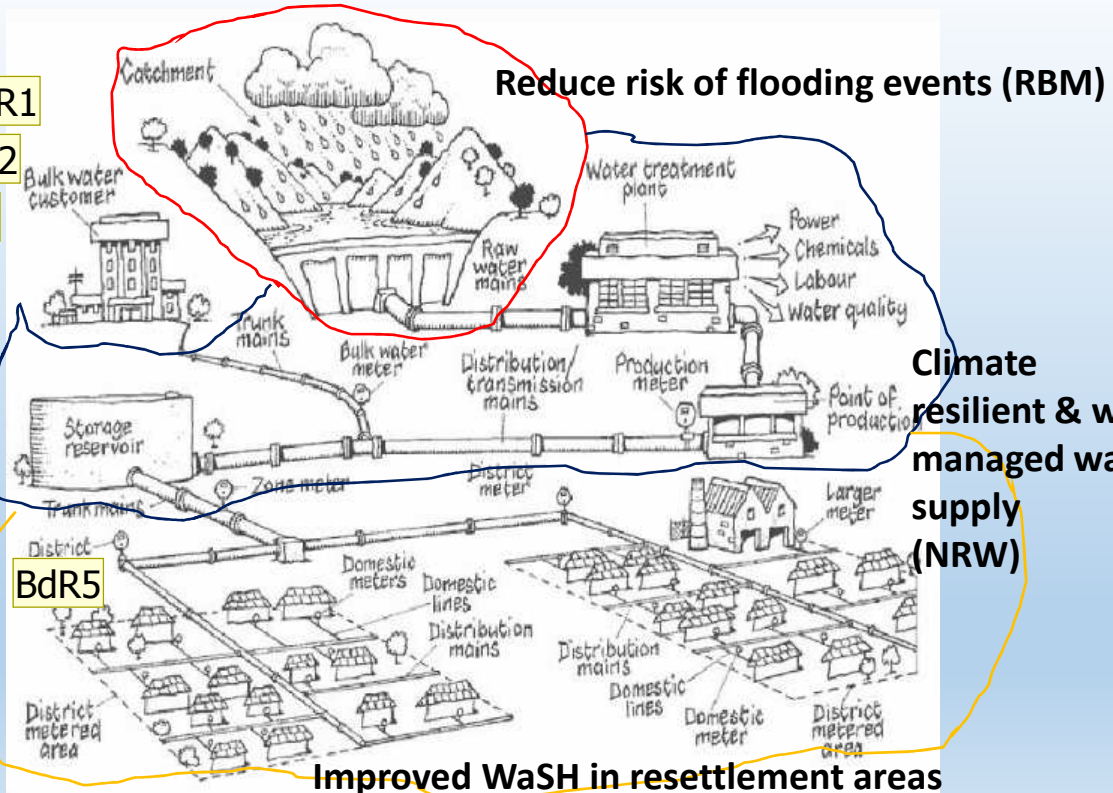 Reduce risk of flooding events (RBM)
Catchment
R1
2
Bulk water
customer
Water treatment
plant
Power
Chemicals
Labour
Water quality
Raw
water
mains
Trunk
mains
Bulk water
meter
Distribution/
transmission
mains
Production
meter
Point of
production
Climate
resilient &
managed
supply
(NRW)
Storage
reservoir
Zone meter
District
meter
Trunk mains
Larger
meter
District
BdR5
Domestic
meters
Domestic
lines
Distribution
mains
Distribution
mains
Domestic
lines
Domestic
meter
District
metered
area
District
metered
area
Improved WaSH in resettlement areas